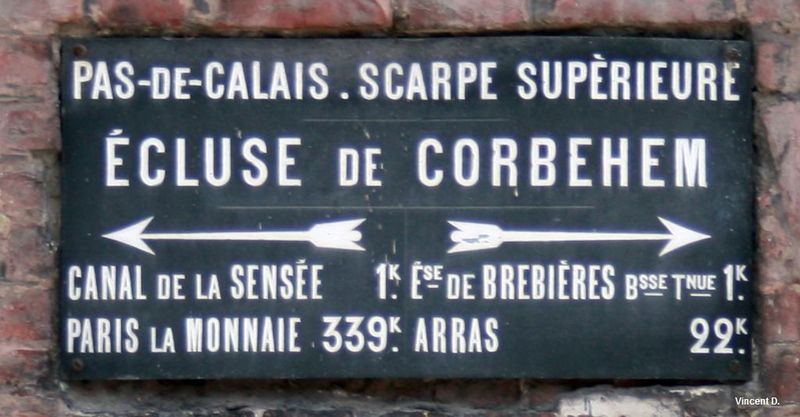 PAS-DE-CALAIS. SCARPE SUPÈRIEURE
ÉCLUSE DE CORBEHEM
CANAL DE LA SENSÉE 1K. ÉSE DE BREBIÈRES BSSE TNUE 1K.
PARIS LA MONNAIE 339K. ARRAS 22K.
Vincent D.